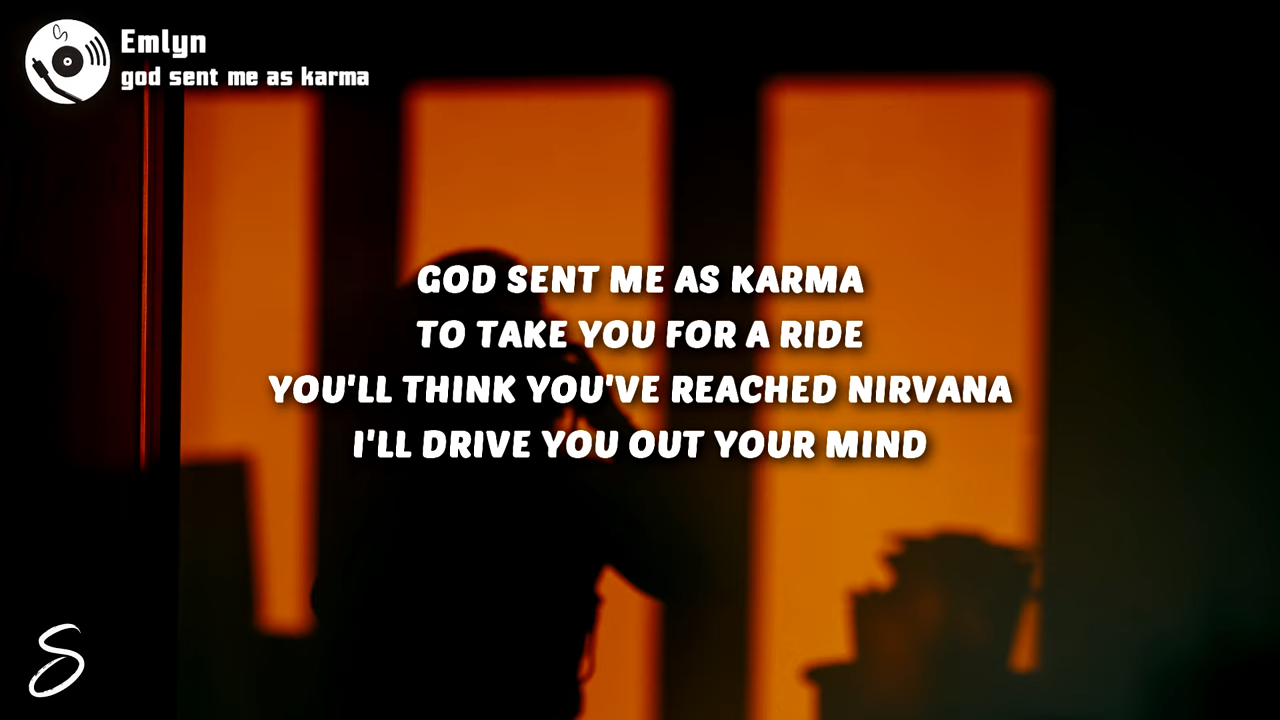 Emlyn
god sent me as karma
GOD SENT ME AS KARMA
TO TAKE YOU FOR A RIDE
YOU'LL THINK YOU'VE REACHED NIRVANA
I'LL DRIVE YOU OUT YOUR MIND
S